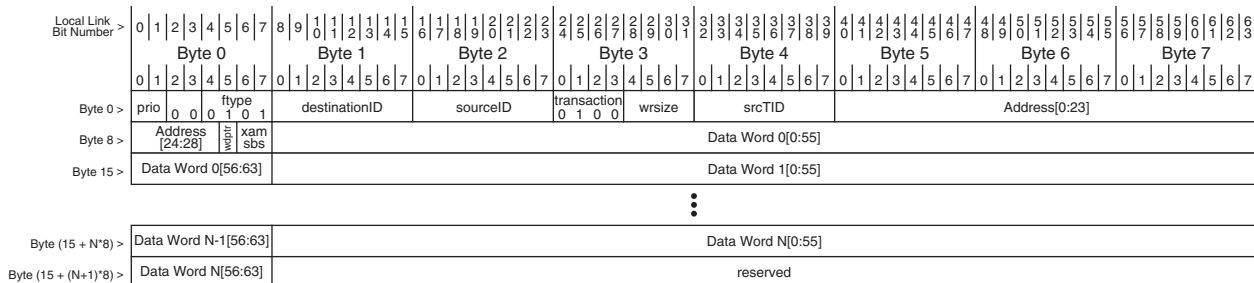 Local Link
Bit Number > 0 1 2 3 4 5 6 7 8 9 10 11 12 13 14 15 16 17 18 19 20 21 22 23 24 25 26 27 28 29 30 31 32 33 34 35 36 37 38 39 40 41 42 43 44 45 46 47 48 49 50 51 52 53 54 55 56 57 58 59 60 61 62 63
Byte 0 Byte 1 Byte 2 Byte 3 Byte 4 Byte 5 Byte 6 Byte 7
0 1 2 3 4 5 6 7 0 1 2 3 4 5 6 7 0 1 2 3 4 5 6 7 0 1 2 3 4 5 6 7 0 1 2 3 4 5 6 7 0 1 2 3 4 5 6 7 0 1 2 3 4 5 6 7 0 1 2 3 4 5 6 7
Byte 0 > prio ftype destinationID sourceID transaction wrsize srcTID Address[0:23]
0 0 0 1 0 1 0 1 0 0
Byte 8 > Address [24:28] wdptr xam sbs Data Word 0[0:55]
Byte 15 > Data Word 0[56:63] Data Word 1[0:55]
Byte (15 + N*8) > Data Word N-1[56:63] Data Word N[0:55]
Byte (15 + (N+1)*8) > Data Word N[56:63] reserved